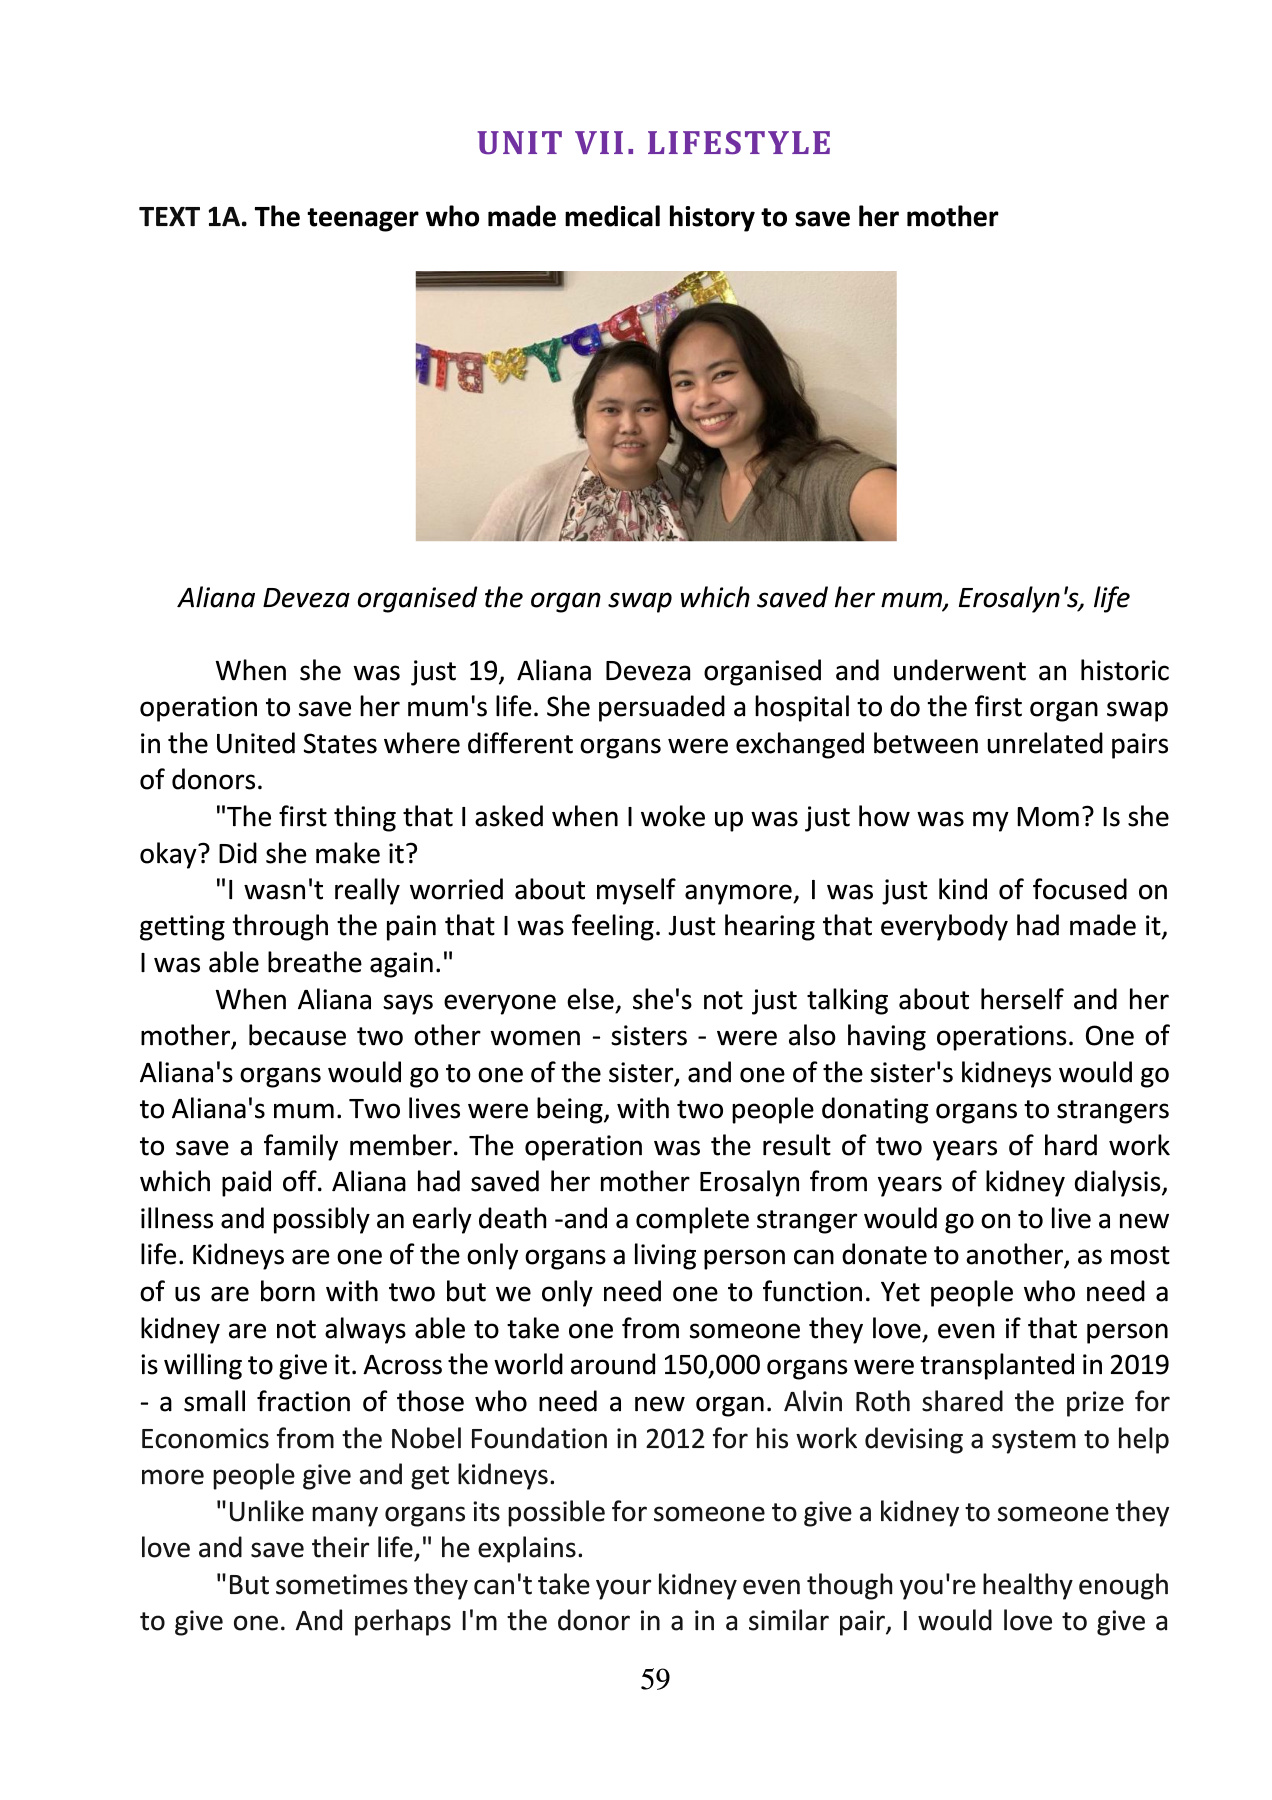 UNIT VII. LIFESTYLE
TEXT 1A. The teenager who made medical history to save her mother
Aliana Deveza organised the organ swap which saved her mum, Erosalyn's, life
When she was just 19, Aliana Deveza organised and underwent an historic
operation to save her mum's life. She persuaded a hospital to do the first organ swap
in the United States where different organs were exchanged between unrelated pairs
of donors.
"The first thing that I asked when I woke up was just how was my Mom? Is she
okay? Did she make it?
"I wasn't really worried about myself anymore, I was just kind of focused on
getting through the pain that I was feeling. Just hearing that everybody had made it,
I was able breathe again."
When Aliana says everyone else, she's not just talking about herself and her
mother, because two other women - sisters - were also having operations. One of
Aliana's organs would go to one of the sister, and one of the sister's kidneys would go
to Aliana's mum. Two lives were being, with two people donating organs to strangers
to save a family member. The operation was the result of two years of hard work
which paid off. Aliana had saved her mother Erosalyn from years of kidney dialysis,
illness and possibly an early death -and a complete stranger would go on to live a new
life. Kidneys are one of the only organs a living person can donate to another, as most
of us are born with two but we only need one to function. Yet people who need a
kidney are not always able to take one from someone they love, even if that person
is willing to give it. Across the world around 150,000 organs were transplanted in 2019
- a small fraction of those who need a new organ. Alvin Roth shared the prize for
Economics from the Nobel Foundation in 2012 for his work devising a system to help
more people give and get kidneys.
"Unlike many organs its possible for someone to give a kidney to someone they
love and save their life," he explains.
"But sometimes they can't take your kidney even though you're healthy enough
to give one. And perhaps I'm the donor in a in a similar pair, I would love to give a
59